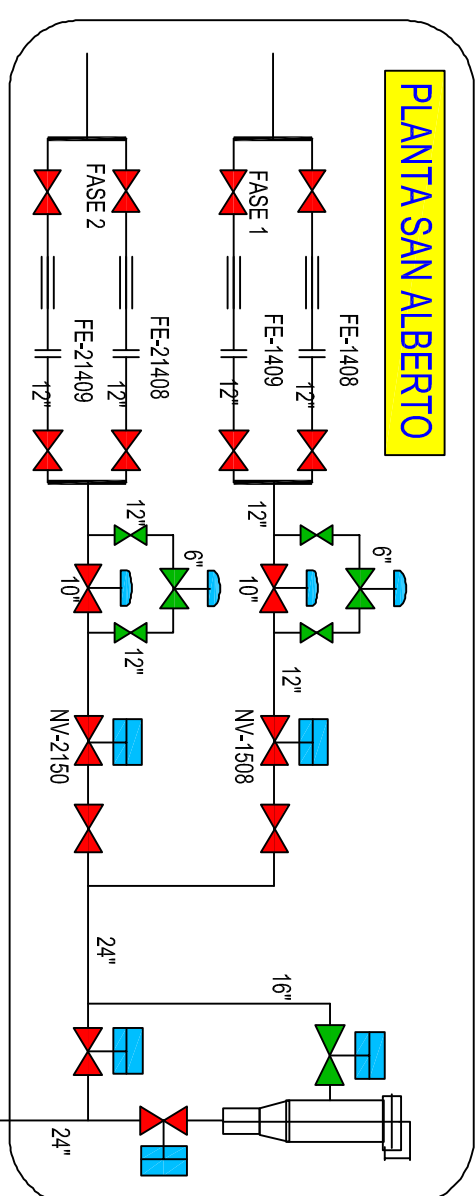 PLANTA SAN ALBERTO
FE-1408
FASE 1
FE-1409
12"
12"
12"
6"
10"
12"
NV-1508
FE-21408
FASE 2
FE-21409
12"
12"
12"
6"
10"
12"
NV-2150
24"
16"
24"